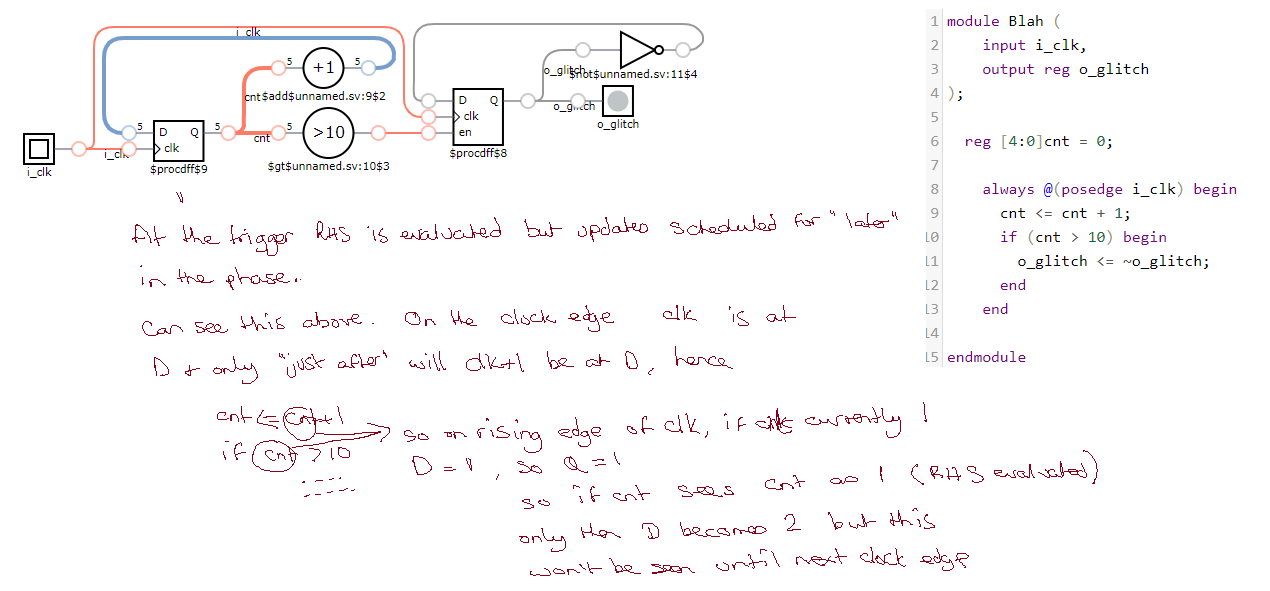 i_clk
5
+1
5
o_glitch
$not$unnamed.sv:11$4
cnt$add$unnamed.sv:9$2
D Q
clk
en
$procdff$8
o_glitch
o_glitch
5
D Q
clk
5
5
>10
cnt
i_clk
i_clk
$procdff$9
$gt$unnamed.sv:10$3
At the trigger RHS is evaluated but updates scheduled for "later"
in the phase.
Can see this above. On the clock edge clk is at
D + only "just after" will clk+1 be at D, hence
cnt <= cnt+1
if cnt >10
so on rising edge of clk, if currently 1
D = 1, so Q = 1
so if cnt sees cnt as 1 (RHS evaluated)
only then D becomes 2 but this
won't be seen until next clock edge
1 module Blah (
2 input i_clk,
3 output reg o_glitch
4 );
5
6 reg [4:0]cnt = 0;
7
8 always @(posedge i_clk) begin
9 cnt <= cnt + 1;
10 if (cnt > 10) begin
11 o_glitch <= ~o_glitch;
12 end
13 end
14
15 endmodule